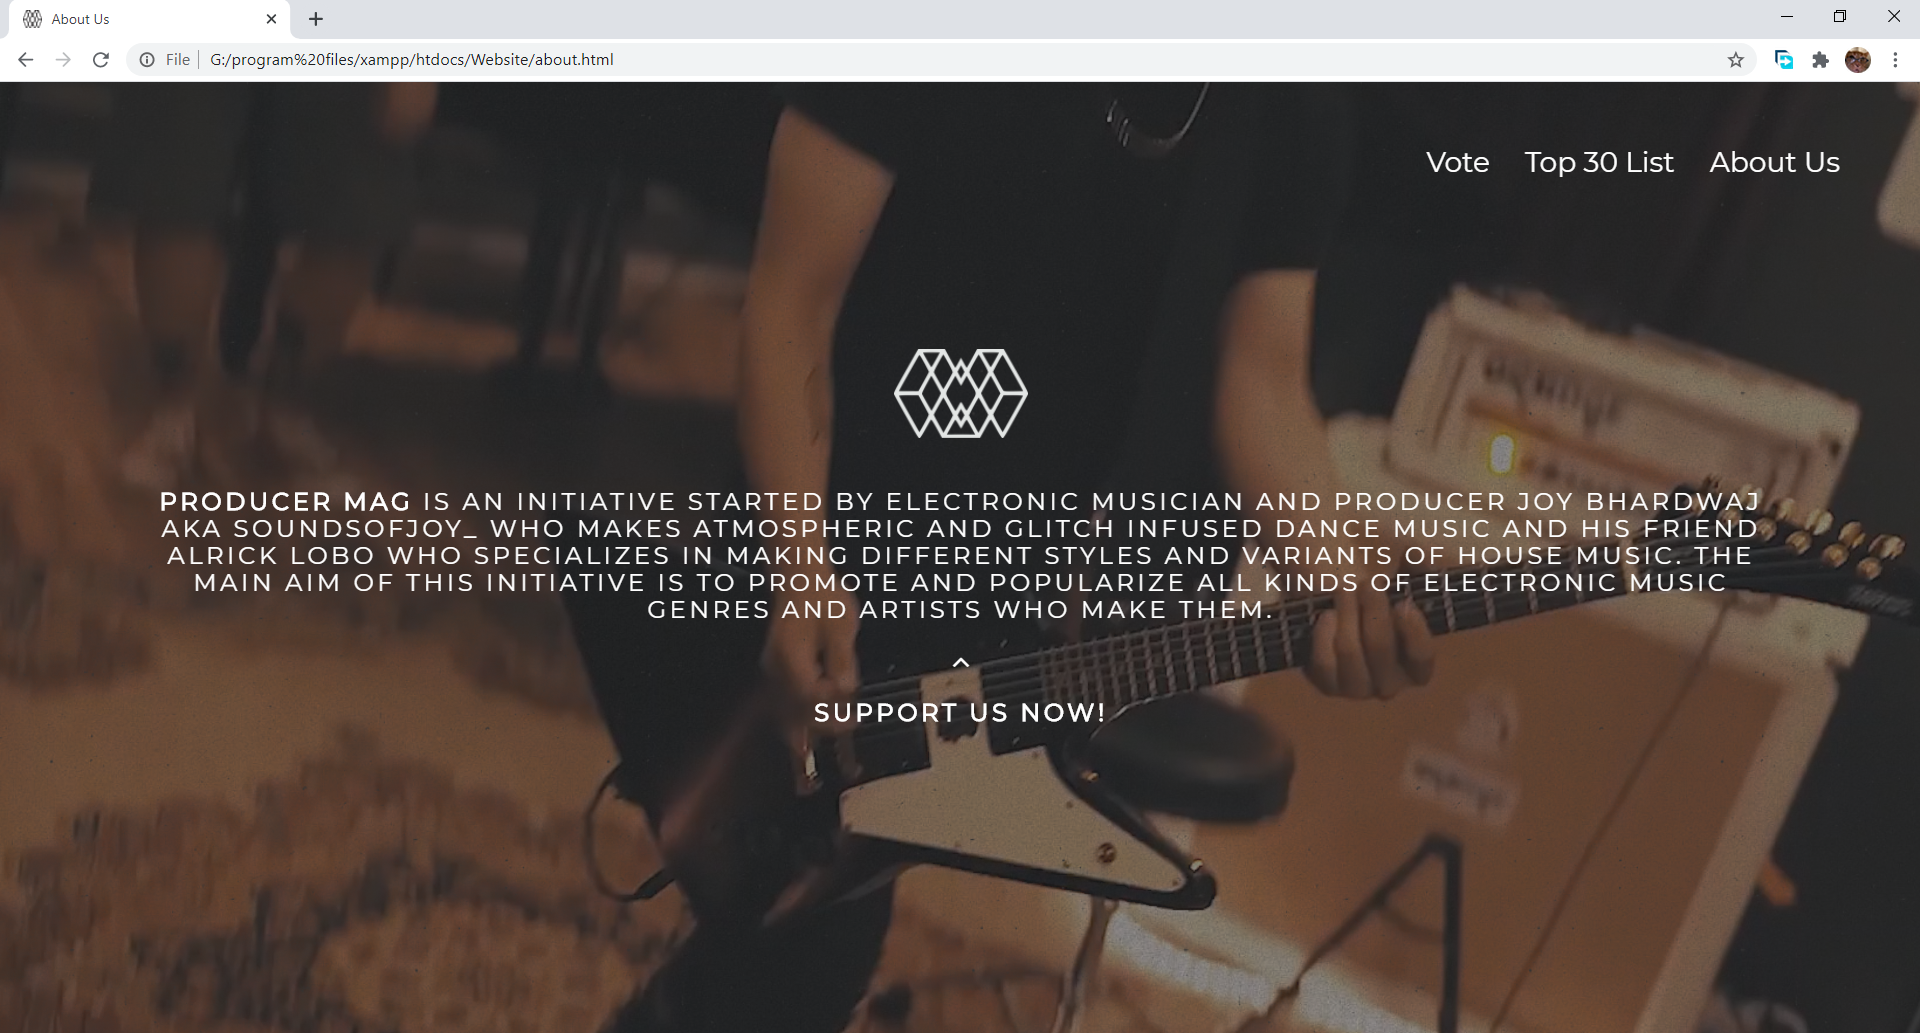 About Us
File
G:/program%20files/xampp/htdocs/Website/about.html
Vote
Top 30 List
About Us
PRODUCER MAG IS AN INITIATIVE STARTED BY ELECTRONIC MUSICIAN AND PRODUCER JOY BHARDWAJ
AKA SOUNDSOFJOY_ WHO MAKES ATMOSPHERIC AND GLITCH INFUSED DANCE MUSIC AND HIS FRIEND
ALRICK LOBO WHO SPECIALIZES IN MAKING DIFFERENT STYLES AND VARIANTS OF HOUSE MUSIC. THE
MAIN AIM OF THIS INITIATIVE IS TO PROMOTE AND POPULARIZE ALL KINDS OF ELECTRONIC MUSIC
GENRES AND ARTISTS WHO MAKE THEM.
SUPPORT US NOW!